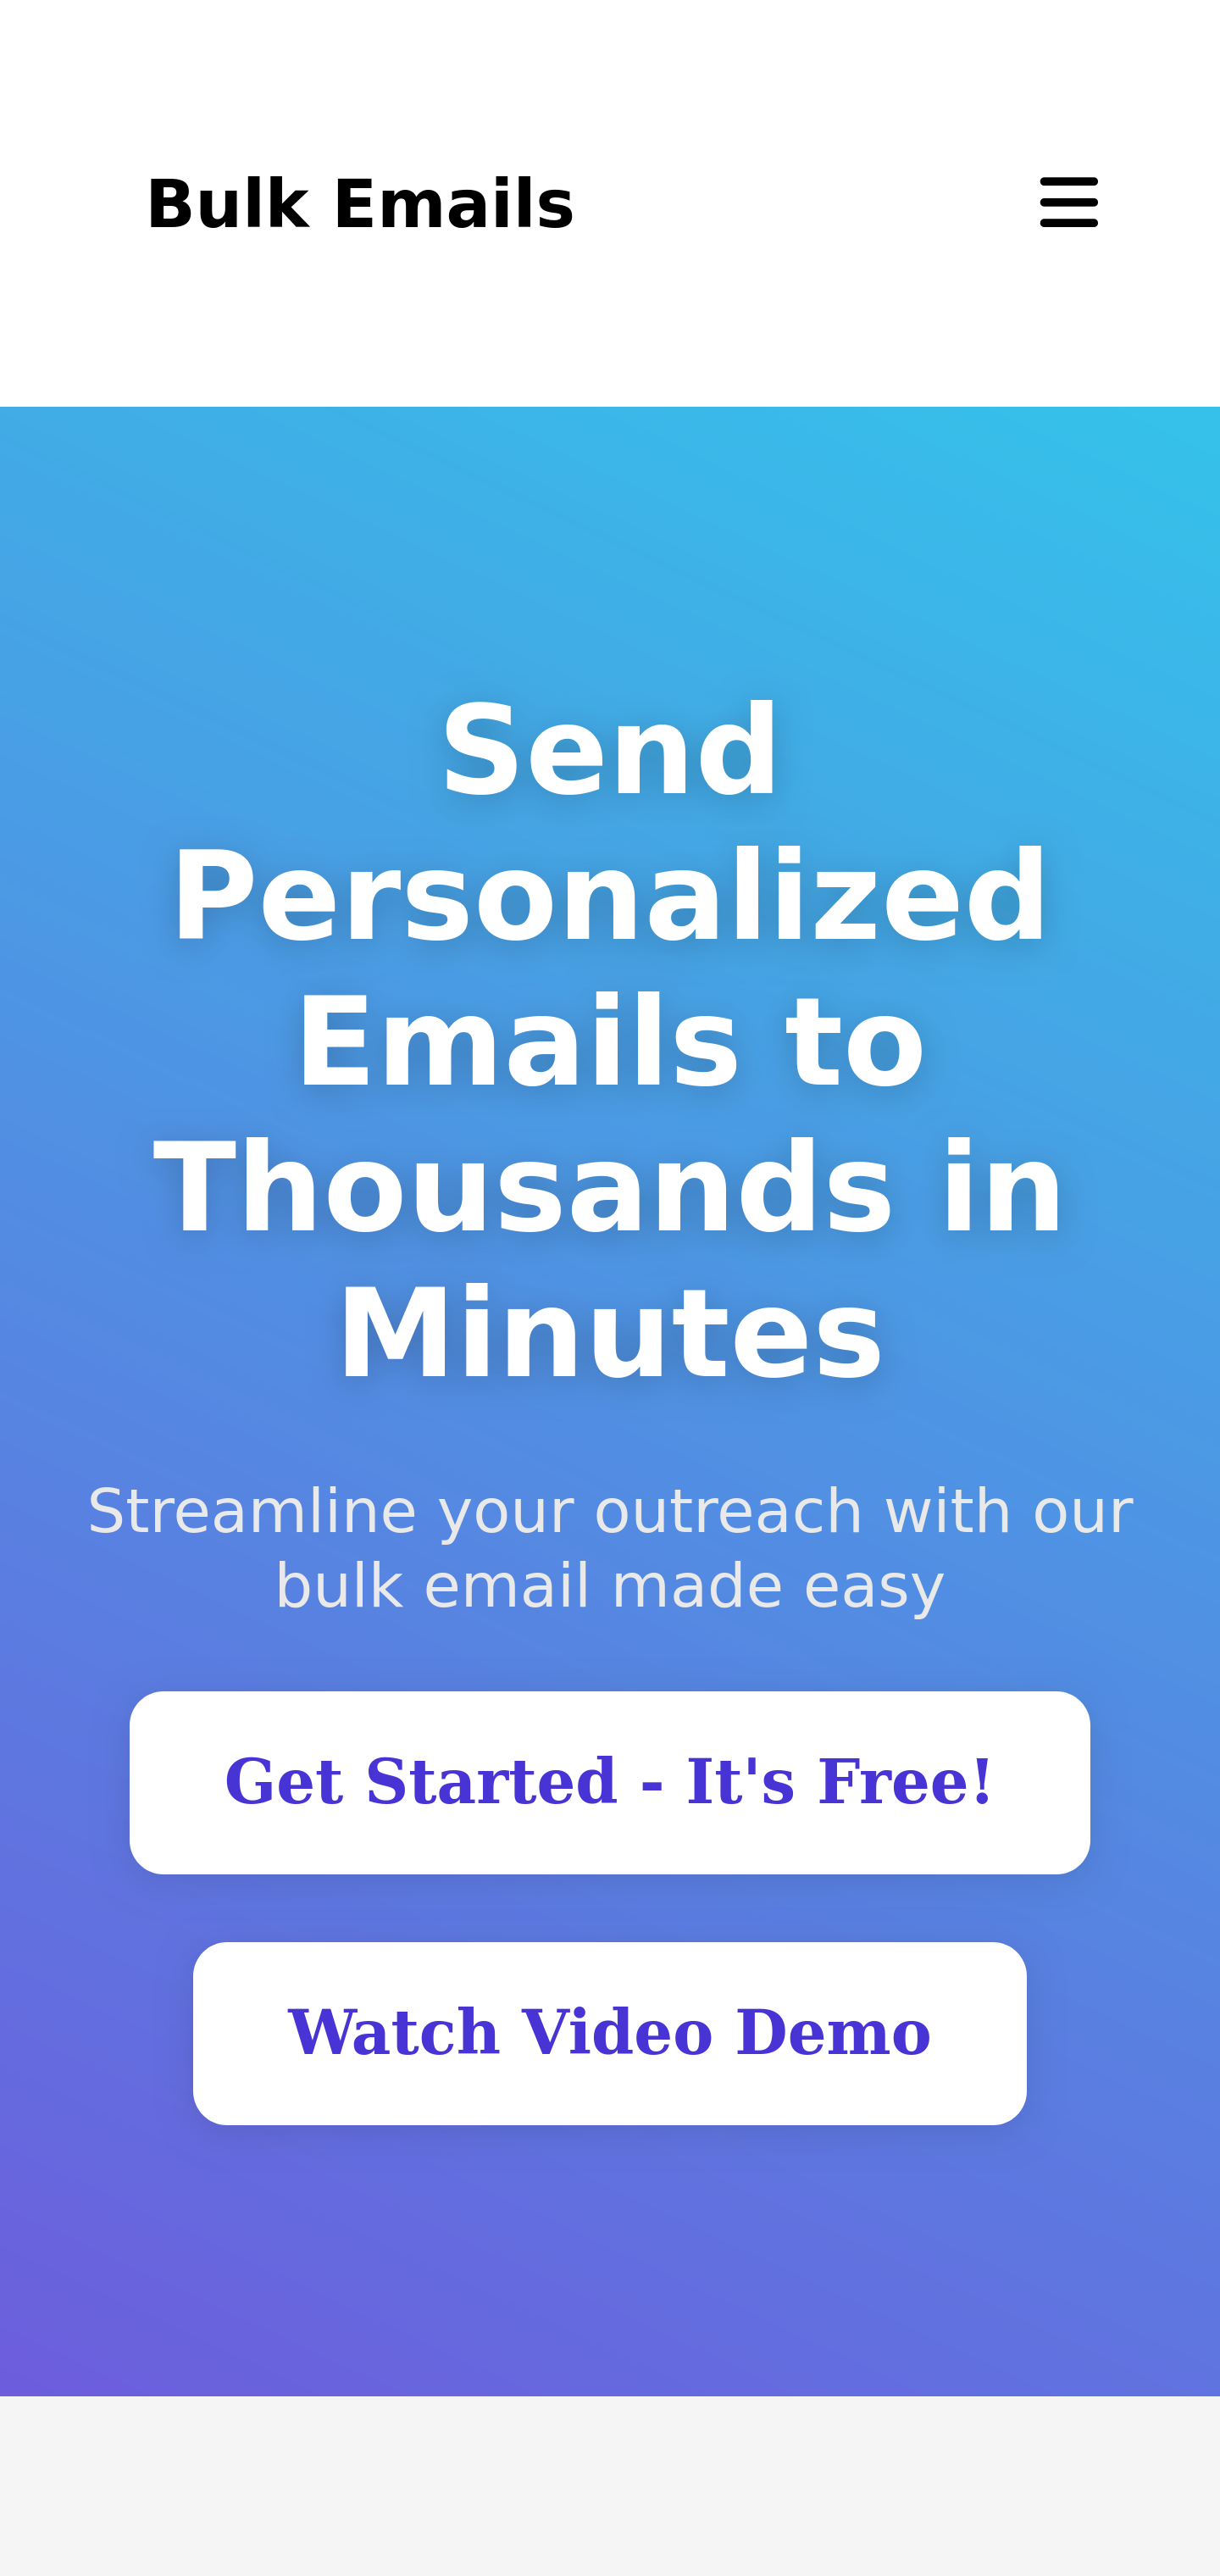 Bulk Emails
Send
Personalized
Emails to
Thousands in
Minutes
Streamline your outreach with our
bulk email made easy
Get Started - It's Free!
Watch Video Demo